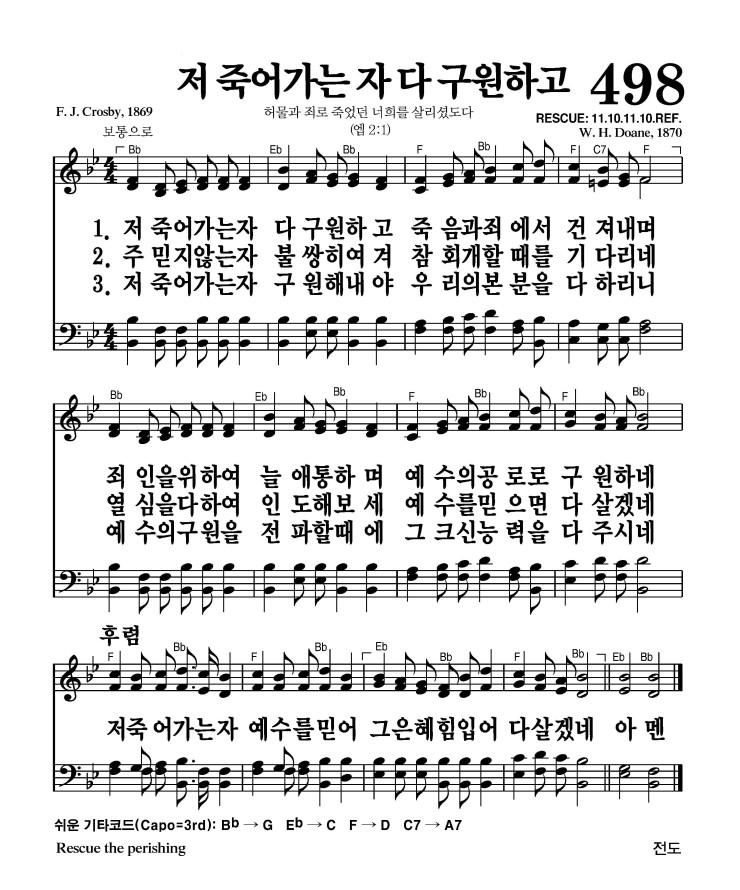 저 죽어가는 자 다 구원하고 498
F. J. Crosby, 1869 허물과 죄로 죽었던 너희를 살리셨도다 RESCUE: 11.10.11.10.REF.
보통으로 (엡 2:1) W. H. Doane, 1870
Bb Eb Bb F Bb F C7 F
1. 저 죽어가는자 다 구원하 고 죽 음과죄 에서 건 져내며
2. 주 믿지않는자 불 쌍히여 겨 참 회개할 때를 기 다리네
3. 저 죽어가는자 구 원해내 야 우 리의본 분을 다 하리니
Bb Eb Bb F Bb F Bb
죄 인을위하여 늘 애통하 며 예 수의공 로로 구 원하네
열 심을다하여 인 도해보 세 예 수를믿 으면 다 살겠네
예 수의구원을 전 파할때 에 그 크신능 력을 다 주시네
후렴
F Bb F Bb Eb Bb F Bb Eb Bb
저죽 어가는자 예수를믿어 그은혜힘입어 다살겠네 아 멘
쉬운 기타코드(Capo=3rd): Bb → G Eb → C F → D C7 → A7
Rescue the perishing 전도